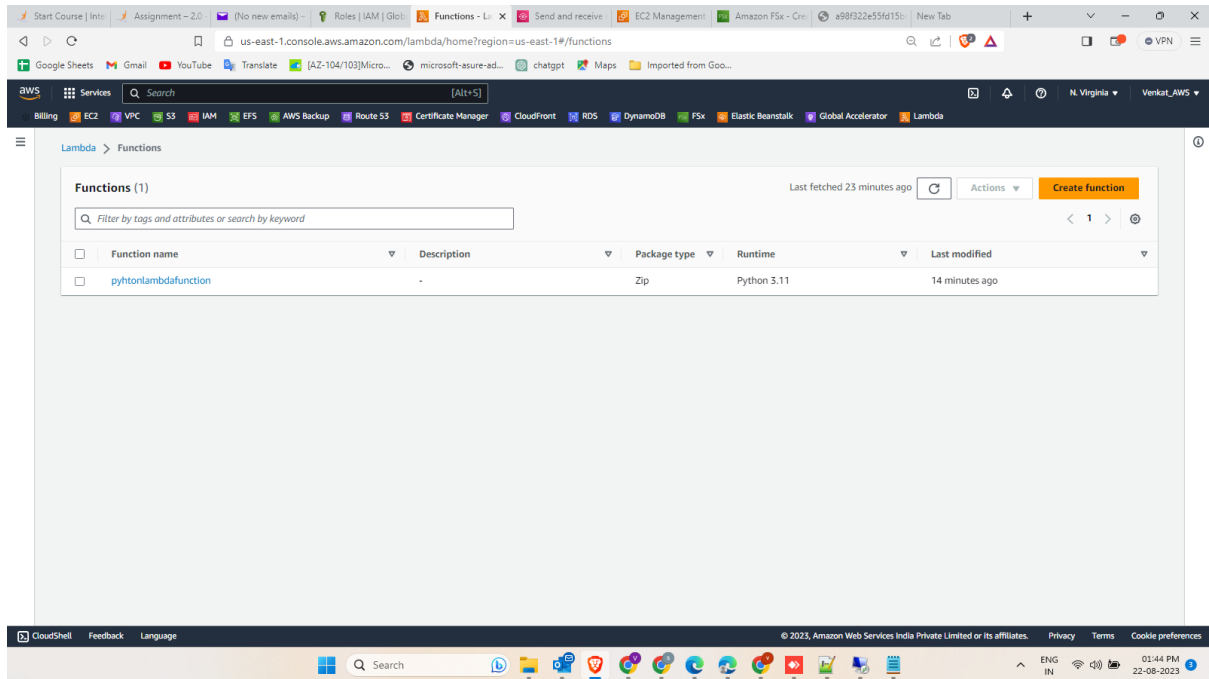 Start Course | Inte Assignment – 2.0 - (No new emails) – Roles | IAM | Glob Functions - La Send and receive EC2 Management Amazon FSx - Cre a98f322e55fd15b New Tab
us-east-1.console.aws.amazon.com/lambda/home?region=us-east-1#/functions VPN
Google Sheets Gmail YouTube Translate [AZ-104/103]Micro... microsoft-asure-ad... chatgpt Maps Imported from Goo...
aws Services Search [Alt+S] N. Virginia Venkat_AWS
Billing EC2 VPC S3 IAM EFS AWS Backup Route 53 Certificate Manager CloudFront RDS DynamoDB FSx Elastic Beanstalk Global Accelerator Lambda
Lambda > Functions
Functions (1) Last fetched 23 minutes ago Actions Create function
Filter by tags and attributes or search by keyword < 1 >
Function name Description Package type Runtime Last modified
pyhtonlambdafunction - Zip Python 3.11 14 minutes ago
CloudShell Feedback Language © 2023, Amazon Web Services India Private Limited or its affiliates. Privacy Terms Cookie preferences
Search ENG 01:44 PM
IN 22-08-2023 3